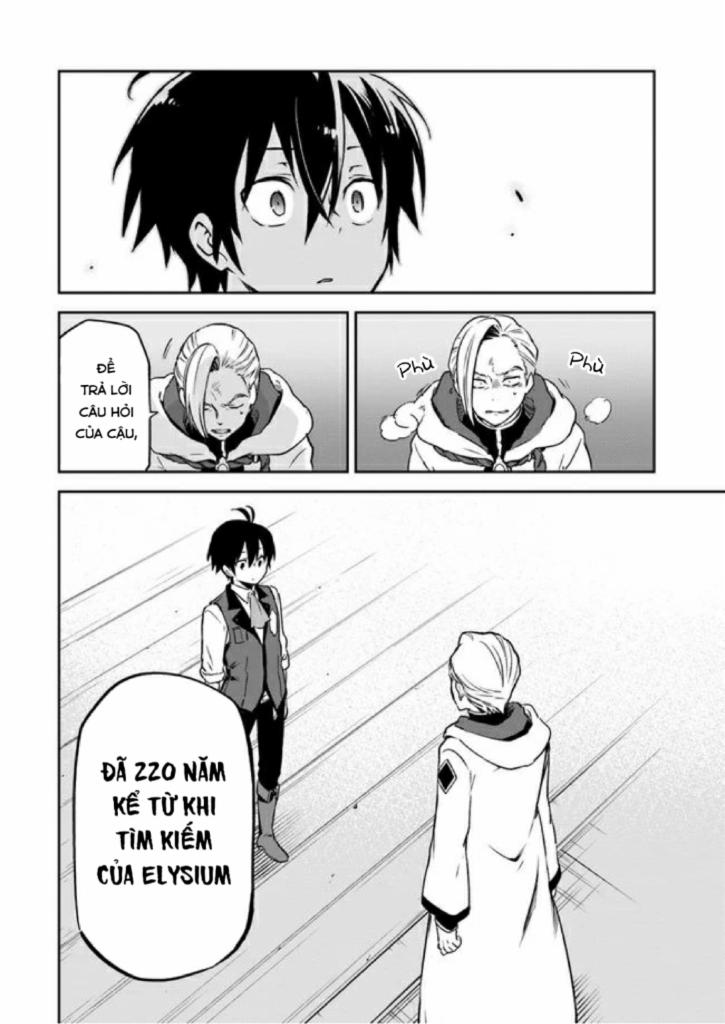 Phù
Phù
ĐỂ
TRẢ LỜI
CÂU HỎI
CỦA CẬU,
ĐÃ 220 NĂM
KỂ TỪ KHI
TÌM KIẾM
CỦA ELYSIUM